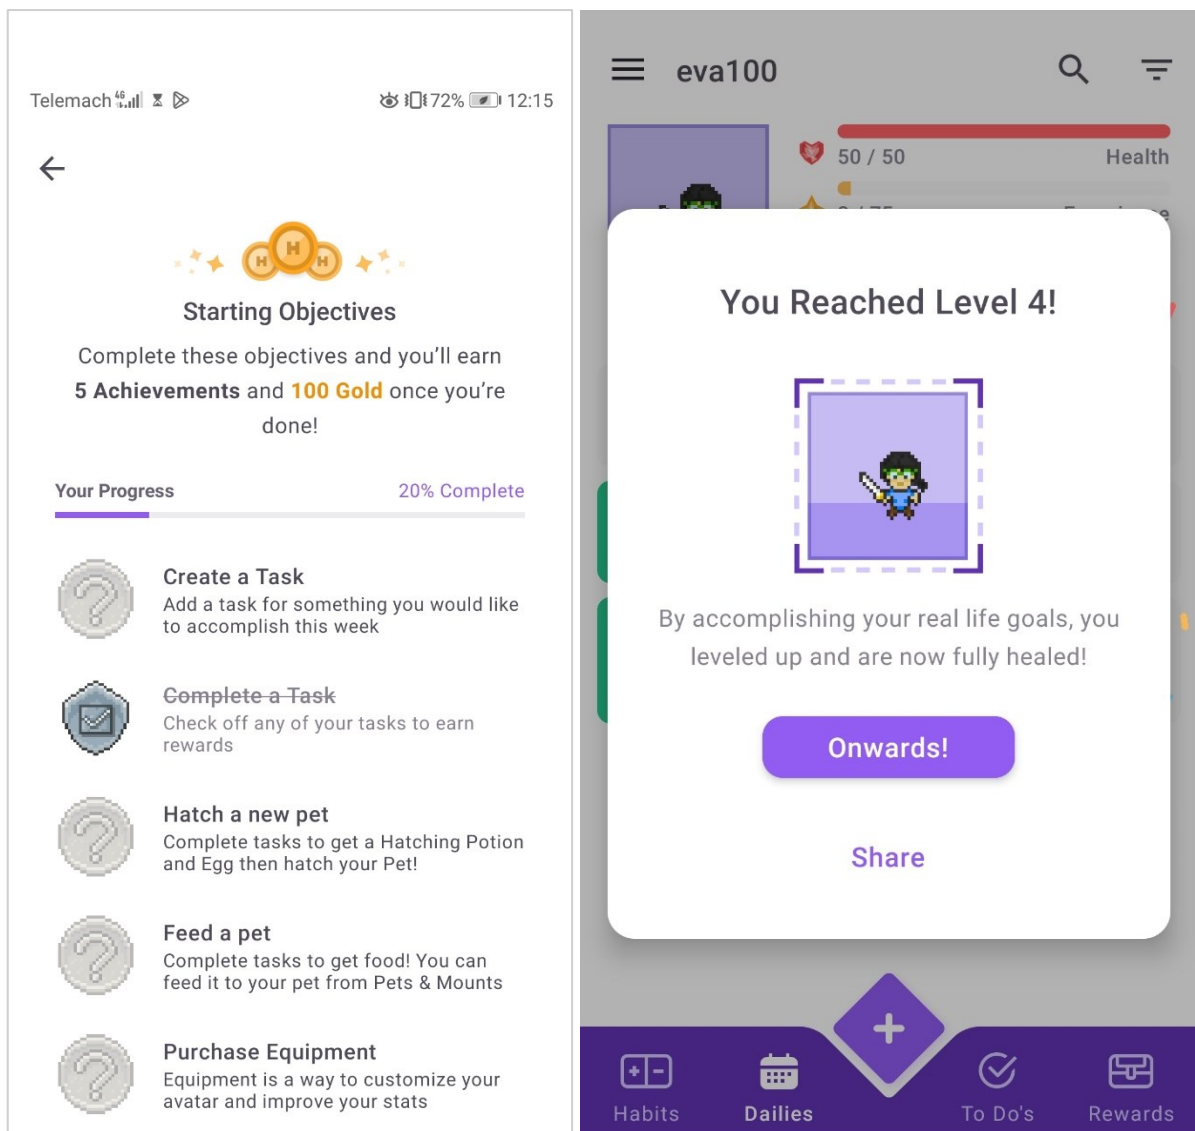 Telemach 4G 72% 12:15
Starting Objectives
Complete these objectives and you'll earn
5 Achievements and 100 Gold once you're
done!
Your Progress 20% Complete
Create a Task
Add a task for something you would like
to accomplish this week
Complete a Task
Check off any of your tasks to earn
rewards
Hatch a new pet
Complete tasks to get a Hatching Potion
and Egg then hatch your Pet!
Feed a pet
Complete tasks to get food! You can
feed it to your pet from Pets & Mounts
Purchase Equipment
Equipment is a way to customize your
avatar and improve your stats
eva100
50 / 50 Health
You Reached Level 4!
By accomplishing your real life goals, you
leveled up and are now fully healed!
Onwards!
Share
Habits
Dailies
To Do's
Rewards